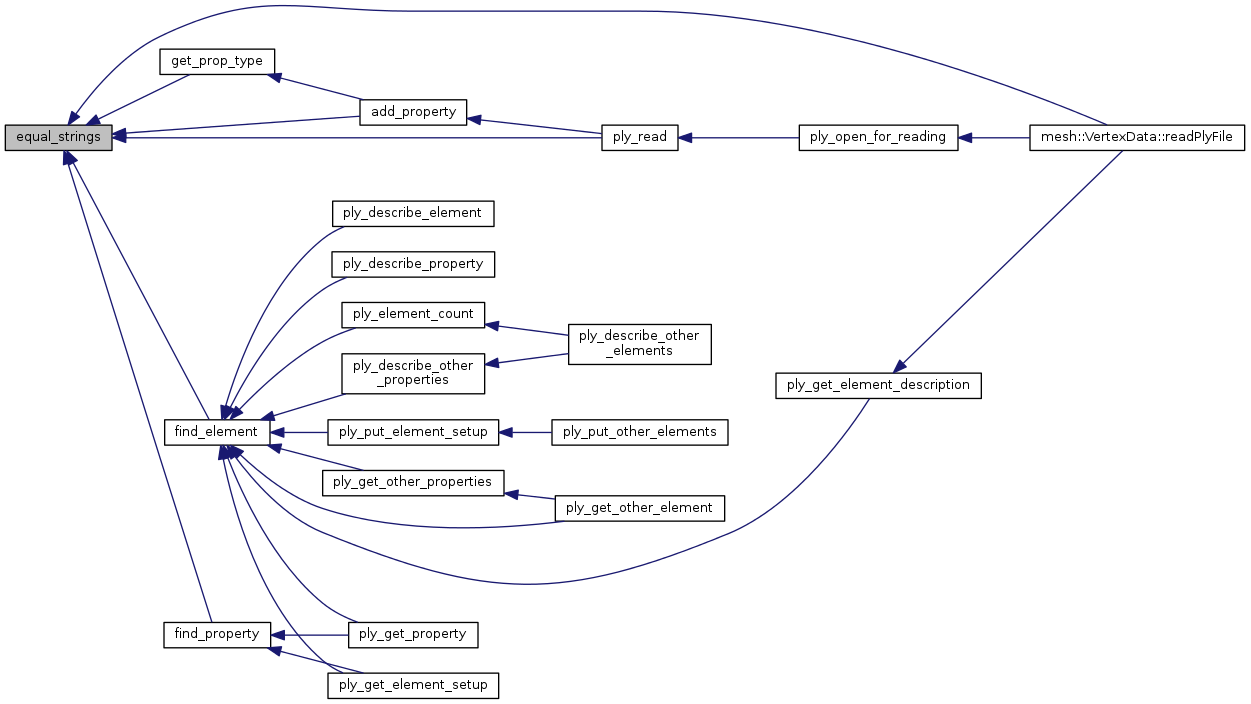 get_prop_type
add_property
equal_strings
ply_read
ply_open_for_reading
mesh::VertexData::readPlyFile
ply_describe_element
ply_describe_property
ply_element_count
ply_describe_other
_elements
ply_describe_other
_properties
ply_get_element_description
find_element
ply_put_element_setup
ply_put_other_elements
ply_get_other_properties
ply_get_other_element
find_property
ply_get_property
ply_get_element_setup